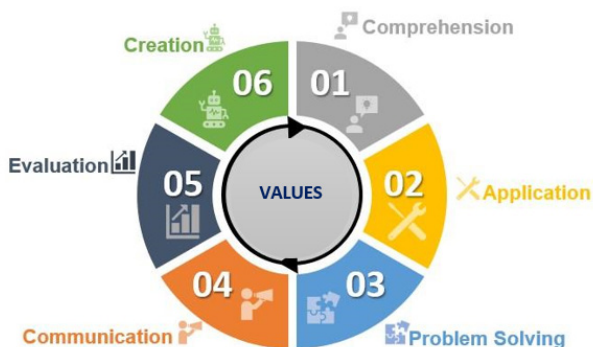 Comprehension
Creation
06
01
Evaluation
05
VALUES
02
Application
04
03
Communication
Problem Solving